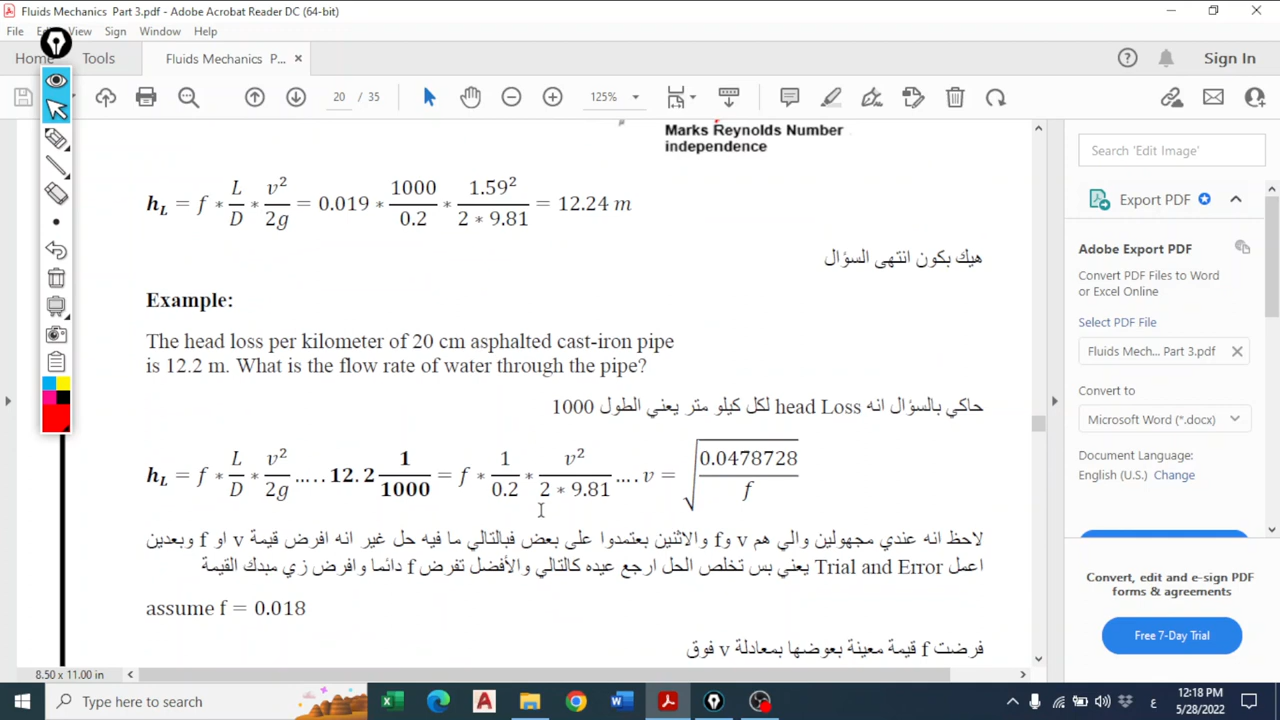 Fluids Mechanics Part 3.pdf - Adobe Acrobat Reader DC (64-bit)
File View Sign Window Help
Home Tools Fluids Mechanics P... × Sign In
20 / 35 125%
Marks Reynolds Number
independence
h_L = f * L/D * v²/2g = 0.019 * 1000/0.2 * 1.59²/(2 * 9.81) = 12.24 m
هيك بكون انتهى السؤال
Example:
The head loss per kilometer of 20 cm asphalted cast-iron pipe
is 12.2 m. What is the flow rate of water through the pipe?
حاكي بالسؤال انه head Loss لكل كيلو متر يعني الطول 1000
h_L = f * L/D * v²/2g ..... 12.2 1/1000 = f * 1/0.2 * v²/(2 * 9.81) .... v = √(0.0478728/f)
لاحظ انه عندي مجهولين والي هم v وf والاثنين بعتمدوا على بعض فبالتالي ما فيه حل غير انه افرض قيمة v او f وبعدين
اعمل Trial and Error يعني بس تخلص الحل ارجع عيده كالتالي والأفضل تفرض f دائما وافرض زي مبدك القيمة
assume f = 0.018
فرضت f قيمة معينة بعوضها بمعادلة v فوق
8.50 x 11.00 in
Search 'Edit Image'
Export PDF
Adobe Export PDF
Convert PDF Files to Word
or Excel Online
Select PDF File
Fluids Mech... Part 3.pdf
Convert to
Microsoft Word (*.docx)
Document Language:
English (U.S.) Change
Convert, edit and e-sign PDF
forms & agreements
Free 7-Day Trial
Type here to search
ع
12:18 PM
5/28/2022